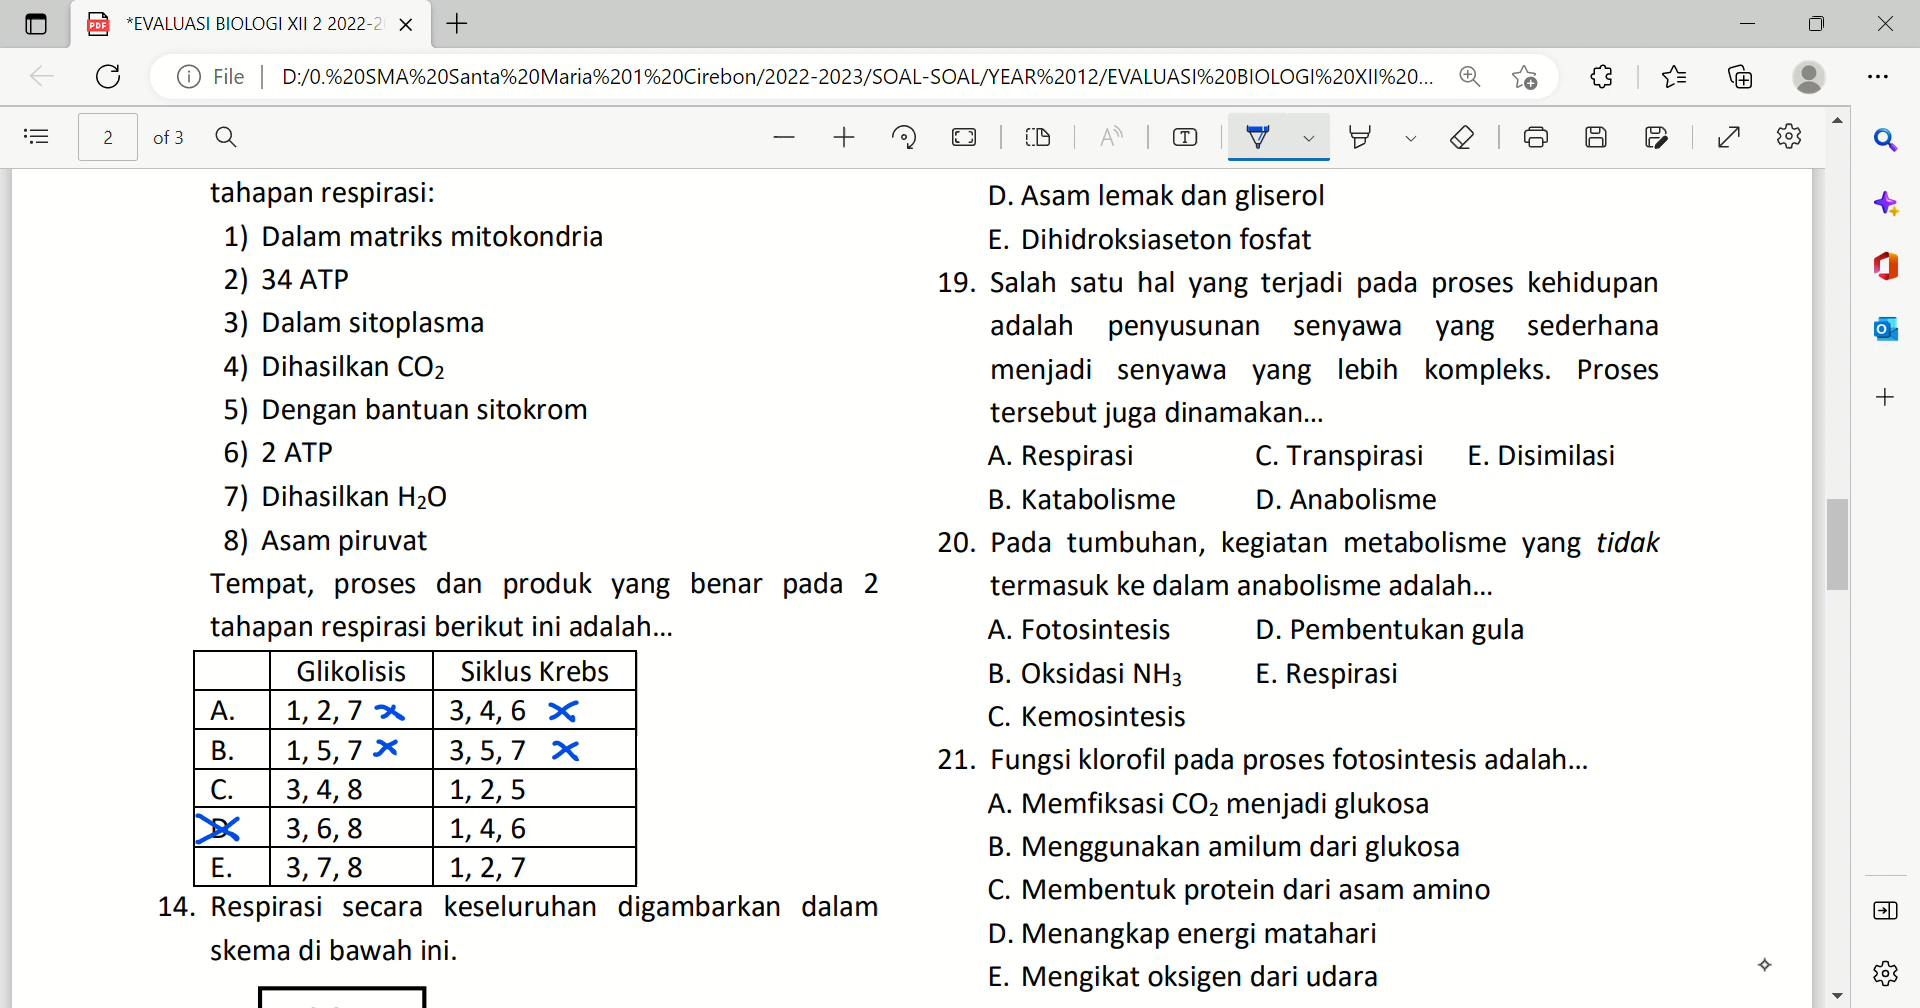 *EVALUASI BIOLOGI XII 2 2022-2
File
D:/0.%20SMA%20Santa%20Maria%201%20Cirebon/2022-2023/SOAL-SOAL/YEAR%2012/EVALUASI%20BIOLOGI%20XII%20...
2 of 3
tahapan respirasi:
1) Dalam matriks mitokondria
2) 34 ATP
3) Dalam sitoplasma
4) Dihasilkan CO₂
5) Dengan bantuan sitokrom
6) 2 ATP
7) Dihasilkan H₂O
8) Asam piruvat
Tempat, proses dan produk yang benar pada 2
tahapan respirasi berikut ini adalah...
Glikolisis Siklus Krebs
A. 1, 2, 7 3, 4, 6
B. 1, 5, 7 3, 5, 7
C. 3, 4, 8 1, 2, 5
D 3, 6, 8 1, 4, 6
E. 3, 7, 8 1, 2, 7
14. Respirasi secara keseluruhan digambarkan dalam
skema di bawah ini.
D. Asam lemak dan gliserol
E. Dihidroksiaseton fosfat
19. Salah satu hal yang terjadi pada proses kehidupan
adalah penyusunan senyawa yang sederhana
menjadi senyawa yang lebih kompleks. Proses
tersebut juga dinamakan...
A. Respirasi C. Transpirasi E. Disimilasi
B. Katabolisme D. Anabolisme
20. Pada tumbuhan, kegiatan metabolisme yang tidak
termasuk ke dalam anabolisme adalah...
A. Fotosintesis D. Pembentukan gula
B. Oksidasi NH₃ E. Respirasi
C. Kemosintesis
21. Fungsi klorofil pada proses fotosintesis adalah...
A. Memfiksasi CO₂ menjadi glukosa
B. Menggunakan amilum dari glukosa
C. Membentuk protein dari asam amino
D. Menangkap energi matahari
E. Mengikat oksigen dari udara